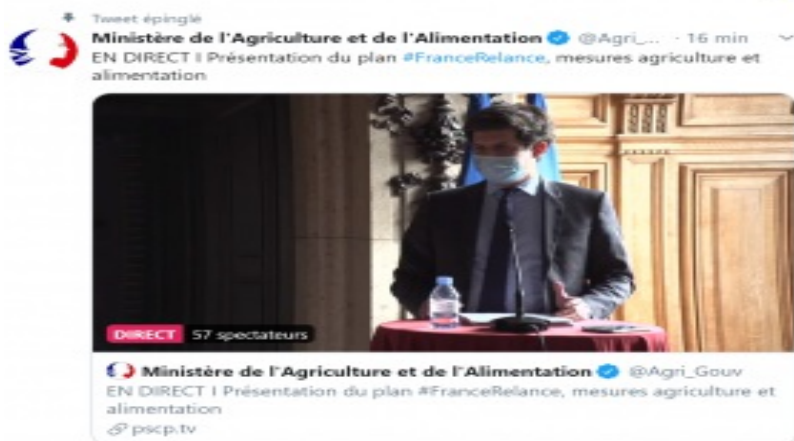 Tweet épinglé
Ministère de l'Agriculture et de l'Alimentation @Agri_... · 16 min
EN DIRECT I Présentation du plan #FranceRelance, mesures agriculture et
alimentation
DIRECT 57 spectateurs
Ministère de l'Agriculture et de l'Alimentation @Agri_Gouv
EN DIRECT I Présentation du plan #FranceRelance, mesures agriculture et
alimentation
pscp.tv